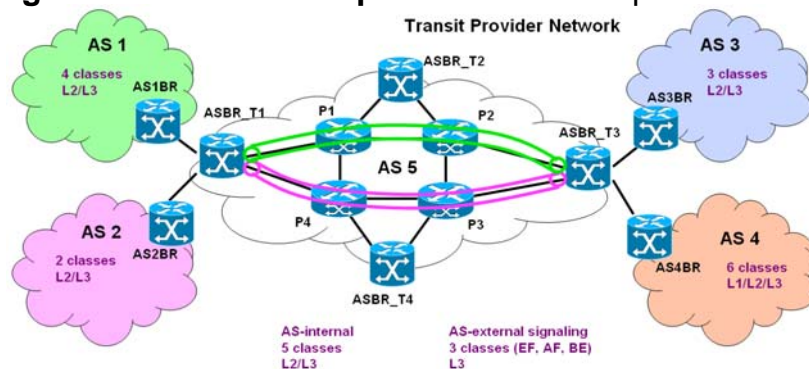 Transit Provider Network
AS 1
4 classes
L2/L3
AS1BR
ASBR_T1
P1
ASBR_T2
P2
ASBR_T3
AS 3
3 classes
L2/L3
AS3BR
AS 5
AS 2
AS2BR
2 classes
L2/L3
P4
P3
ASBR_T4
AS 4
AS4BR
6 classes
L1/L2/L3
AS-internal
5 classes
L2/L3
AS-external signaling
3 classes (EF, AF, BE)
L3